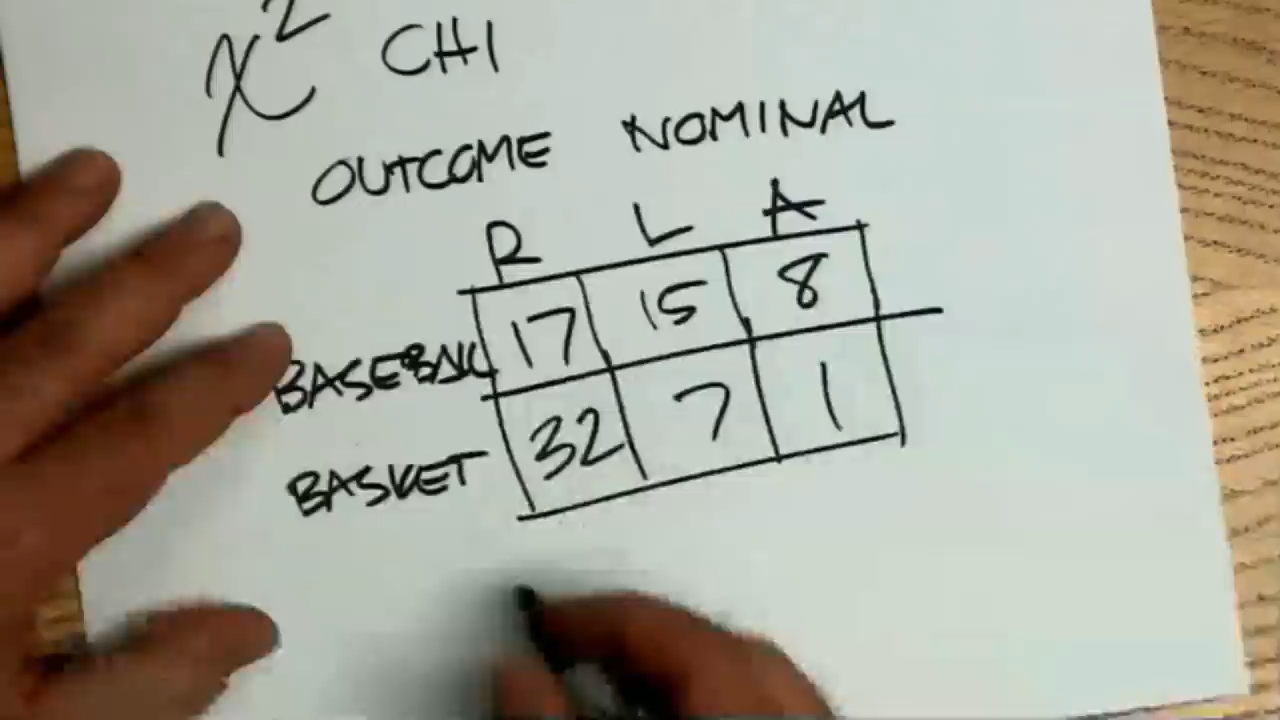 χ² CHI
OUTCOME NOMINAL
R L A
BASEBALL 17 15 8
BASKET 32 7 1